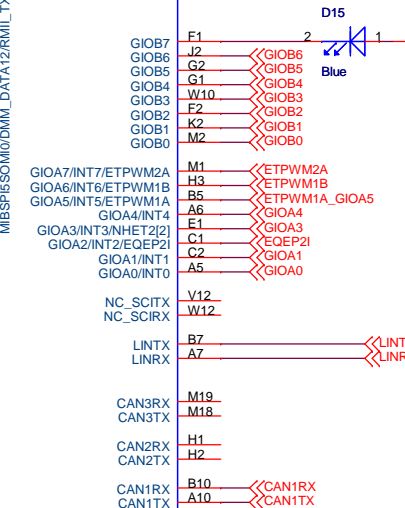 MIBSPI5SOMI0/DMM_DATA12/RMII_TX
D15
GIOB7 F1 2 1
GIOB6 J2 GIOB6
Blue
GIOB5 G2 GIOB5
GIOB4 G1 GIOB4
GIOB3 W10 GIOB3
GIOB2 F2 GIOB2
GIOB1 K2 GIOB1
GIOB0 M2 GIOB0
GIOA7/INT7/ETPWM2A M1 ETPWM2A
GIOA6/INT6/ETPWM1B H3 ETPWM1B
GIOA5/INT5/ETPWM1A B5 ETPWM1A_GIOA5
GIOA4/INT4 A6 GIOA4
GIOA3/INT3/NHET2[2] E1 GIOA3
GIOA2/INT2/EQEP2I C1 EQEP2I
GIOA1/INT1 C2 GIOA1
GIOA0/INT0 A5 GIOA0
NC_SCITX V12
NC_SCIRX W12
LINTX B7 LINT
LINRX A7 LINR
CAN3RX M19
CAN3TX M18
CAN2RX H1
CAN2TX H2
CAN1RX B10 CAN1RX
CAN1TX A10 CAN1TX